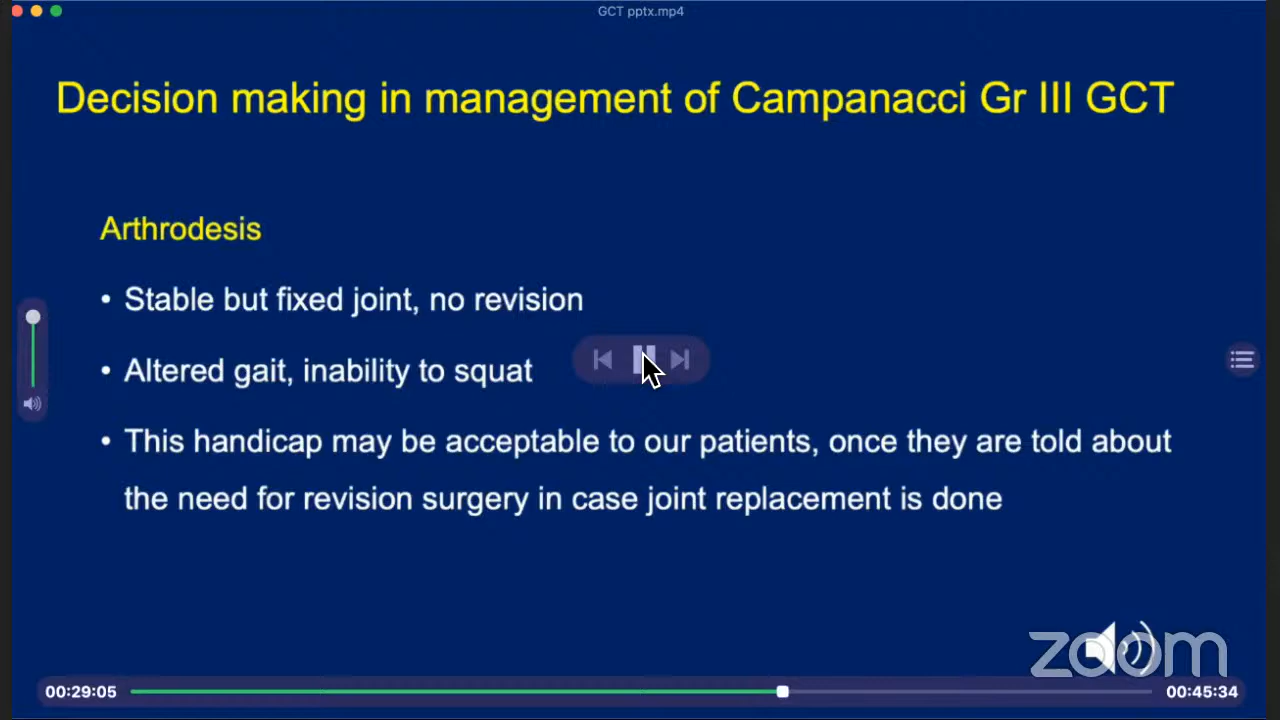 GCT pptx.mp4
Decision making in management of Campanacci Gr III GCT
Arthrodesis
• Stable but fixed joint, no revision
• Altered gait, inability to squat
• This handicap may be acceptable to our patients, once they are told about
the need for revision surgery in case joint replacement is done
zoom
00:29:05
00:45:34